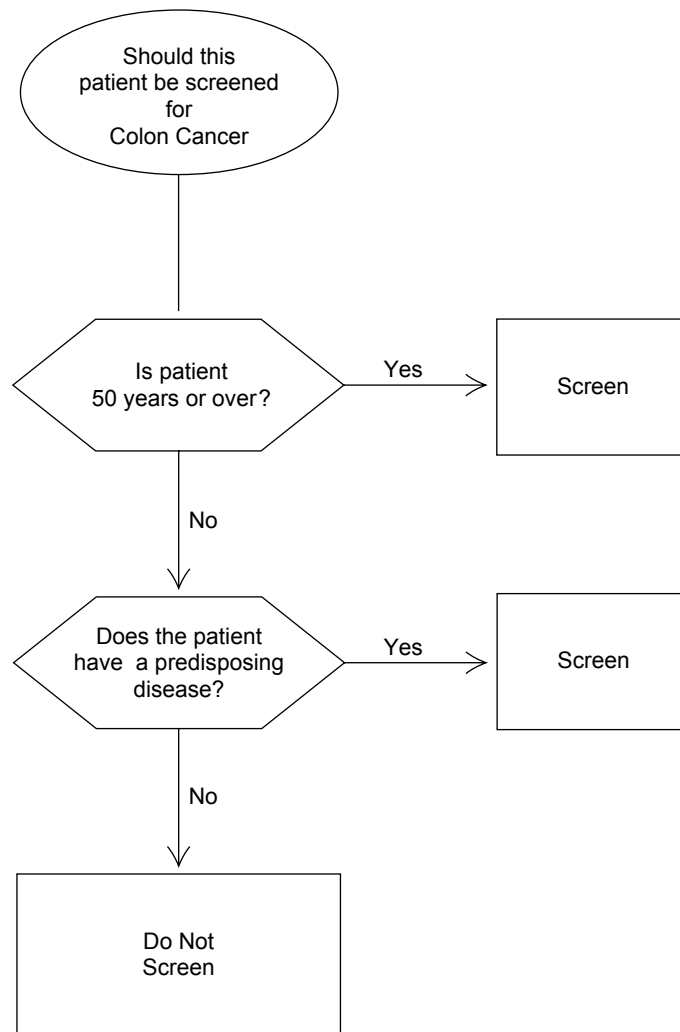 Should this
patient be screened
for
Colon Cancer
Is patient
50 years or over?
Yes
Screen
No
Does the patient
have a predisposing
disease?
Yes
Screen
No
Do Not
Screen